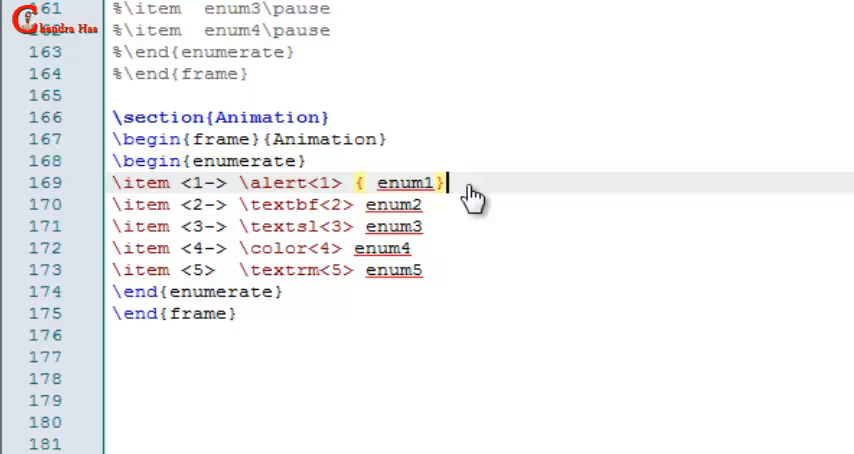 Chandra Haa
161 %\item enum3\pause
162 %\item enum4\pause
163 %\end{enumerate}
164 %\end{frame}
165
166 \section{Animation}
167 \begin{frame}{Animation}
168 \begin{enumerate}
169 \item <1-> \alert<1> { enum1}
170 \item <2-> \textbf<2> enum2
171 \item <3-> \textsl<3> enum3
172 \item <4-> \color<4> enum4
173 \item <5> \textrm<5> enum5
174 \end{enumerate}
175 \end{frame}
176
177
178
179
180
181